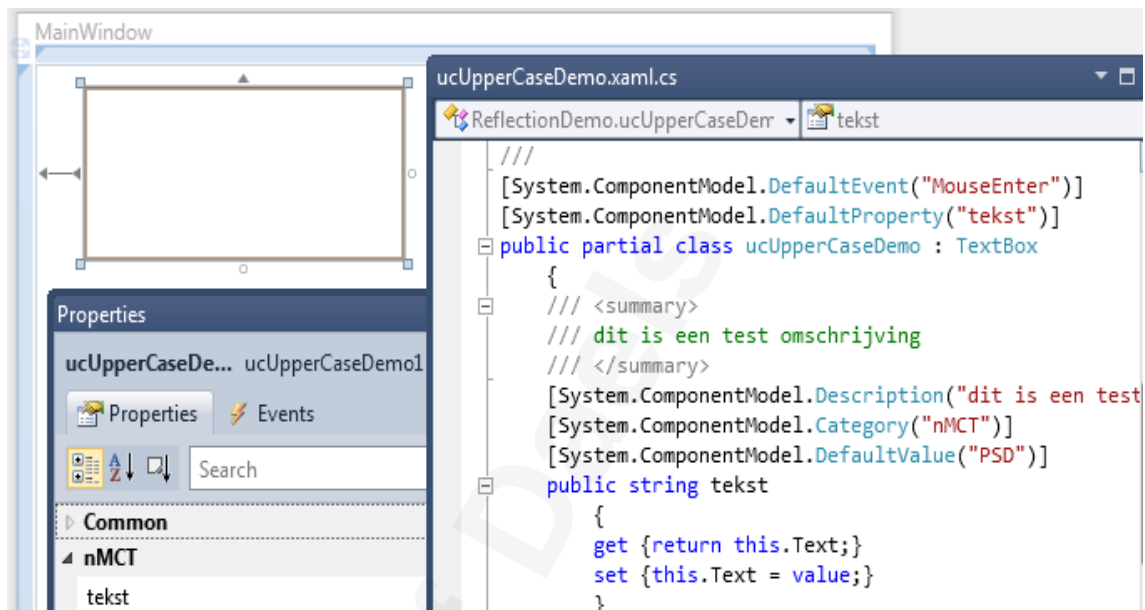 MainWindow
ucUpperCaseDemo.xaml.cs
ReflectionDemo.ucUpperCaseDem
tekst
///
[System.ComponentModel.DefaultEvent("MouseEnter")]
[System.ComponentModel.DefaultProperty("tekst")]
public partial class ucUpperCaseDemo : TextBox
{
/// <summary>
/// dit is een test omschrijving
/// </summary>
[System.ComponentModel.Description("dit is een test
[System.ComponentModel.Category("nMCT")]
[System.ComponentModel.DefaultValue("PSD")]
public string tekst
{
get {return this.Text;}
set {this.Text = value;}
}
Properties
ucUpperCaseDe... ucUpperCaseDemo1
Properties Events
Search
Common
nMCT
tekst
Daels